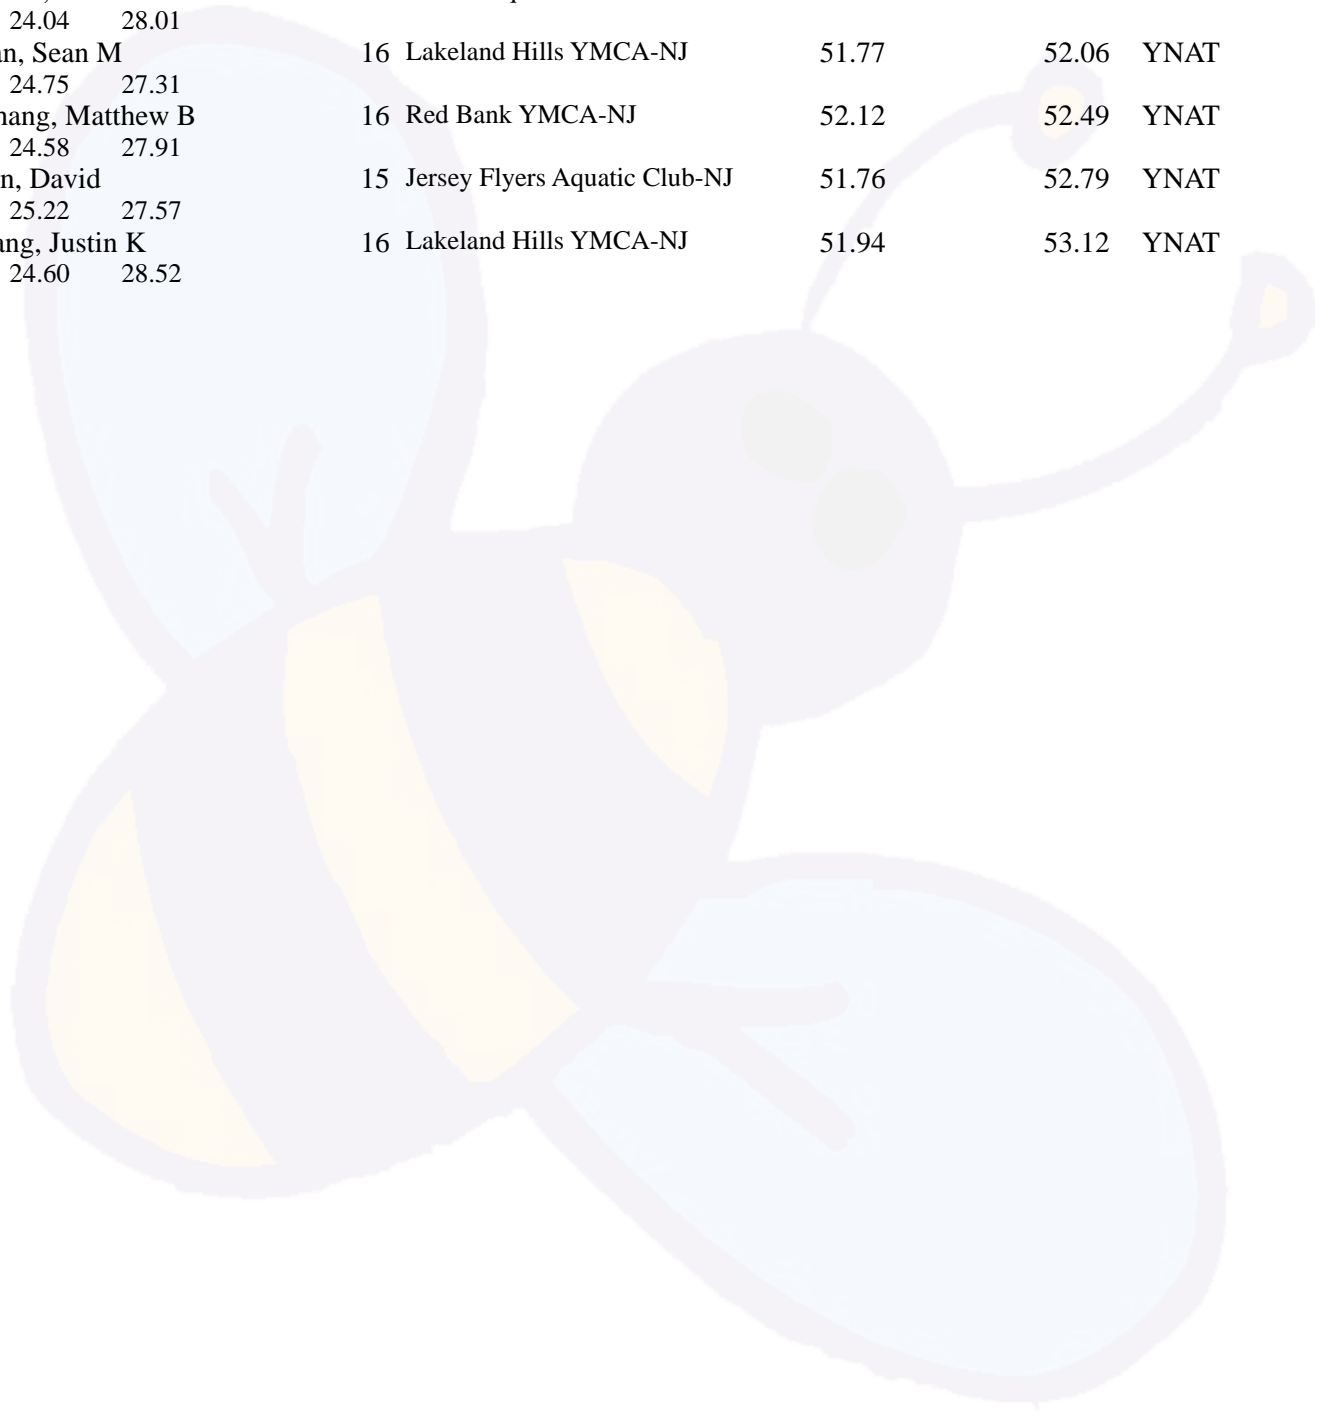 24.04 28.01
Sean M 16 Lakeland Hills YMCA-NJ 51.77 52.06 YNAT
24.75 27.31
Matthew B 16 Red Bank YMCA-NJ 52.12 52.49 YNAT
24.58 27.91
David 15 Jersey Flyers Aquatic Club-NJ 51.76 52.79 YNAT
25.22 27.57
Justin K 16 Lakeland Hills YMCA-NJ 51.94 53.12 YNAT
24.60 28.52